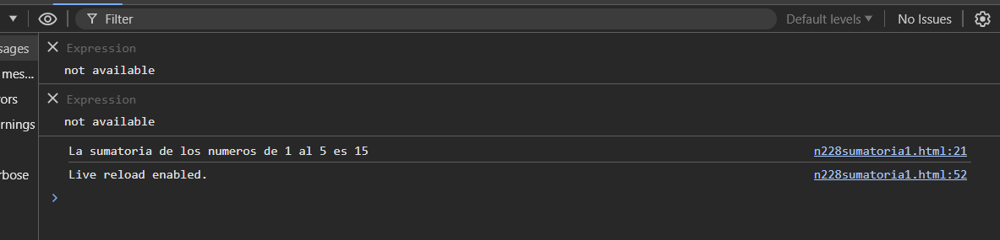 Filter
Default levels
No Issues
sages
mes...
ors
rnings
rbose
Expression
not available
Expression
not available
La sumatoria de los numeros de 1 al 5 es 15 n228sumatoria1.html:21
Live reload enabled. n228sumatoria1.html:52